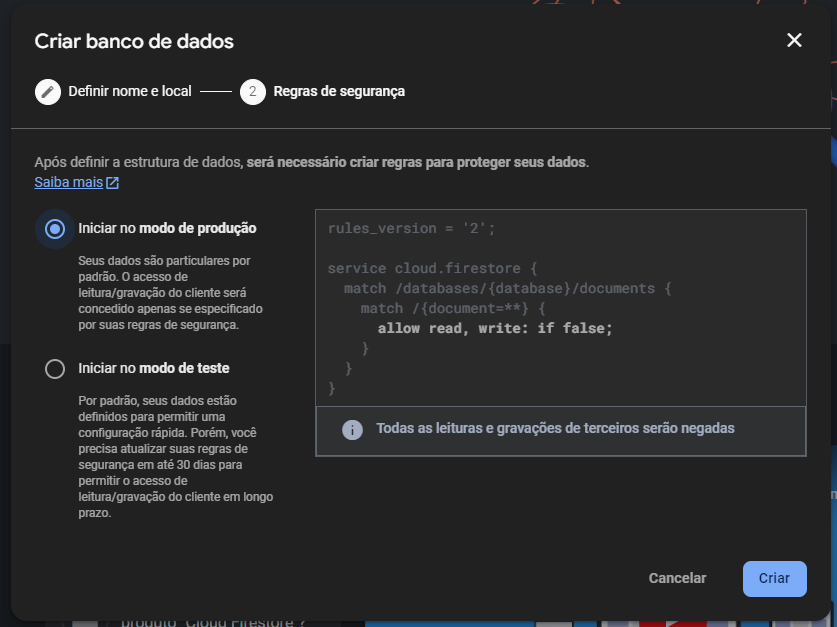 Criar banco de dados
Definir nome e local
2 Regras de segurança
Após definir a estrutura de dados, será necessário criar regras para proteger seus dados.
Saiba mais
Iniciar no modo de produção
Seus dados são particulares por
padrão. O acesso de
leitura/gravação do cliente será
concedido apenas se especificado
por suas regras de segurança.
Iniciar no modo de teste
Por padrão, seus dados estão
definidos para permitir uma
configuração rápida. Porém, você
precisa atualizar suas regras de
segurança em até 30 dias para
permitir o acesso de
leitura/gravação do cliente em longo
prazo.
rules_version = '2';
service cloud.firestore {
match /databases/{database}/documents {
match /{document=**} {
allow read, write: if false;
}
}
}
Todas as leituras e gravações de terceiros serão negadas
Cancelar
Criar
produto "Cloud Firestore"?